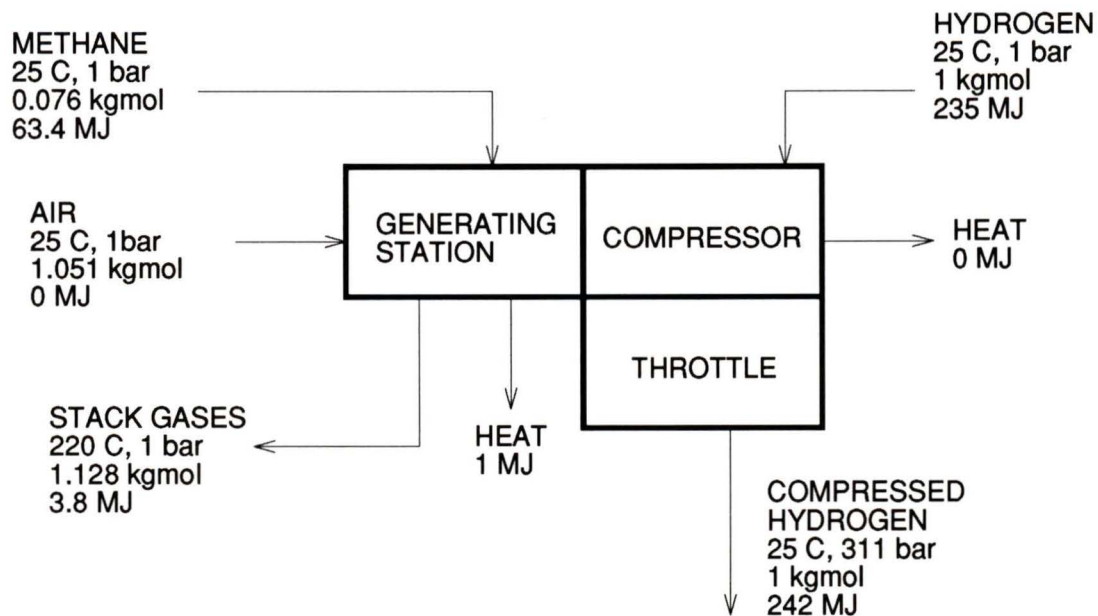 METHANE
25 C, 1 bar
0.076 kgmol
63.4 MJ
HYDROGEN
25 C, 1 bar
1 kgmol
235 MJ
AIR
25 C, 1bar
1.051 kgmol
0 MJ
GENERATING
STATION
COMPRESSOR
HEAT
0 MJ
THROTTLE
STACK GASES
220 C, 1 bar
1.128 kgmol
3.8 MJ
HEAT
1 MJ
COMPRESSED
HYDROGEN
25 C, 311 bar
1 kgmol
242 MJ